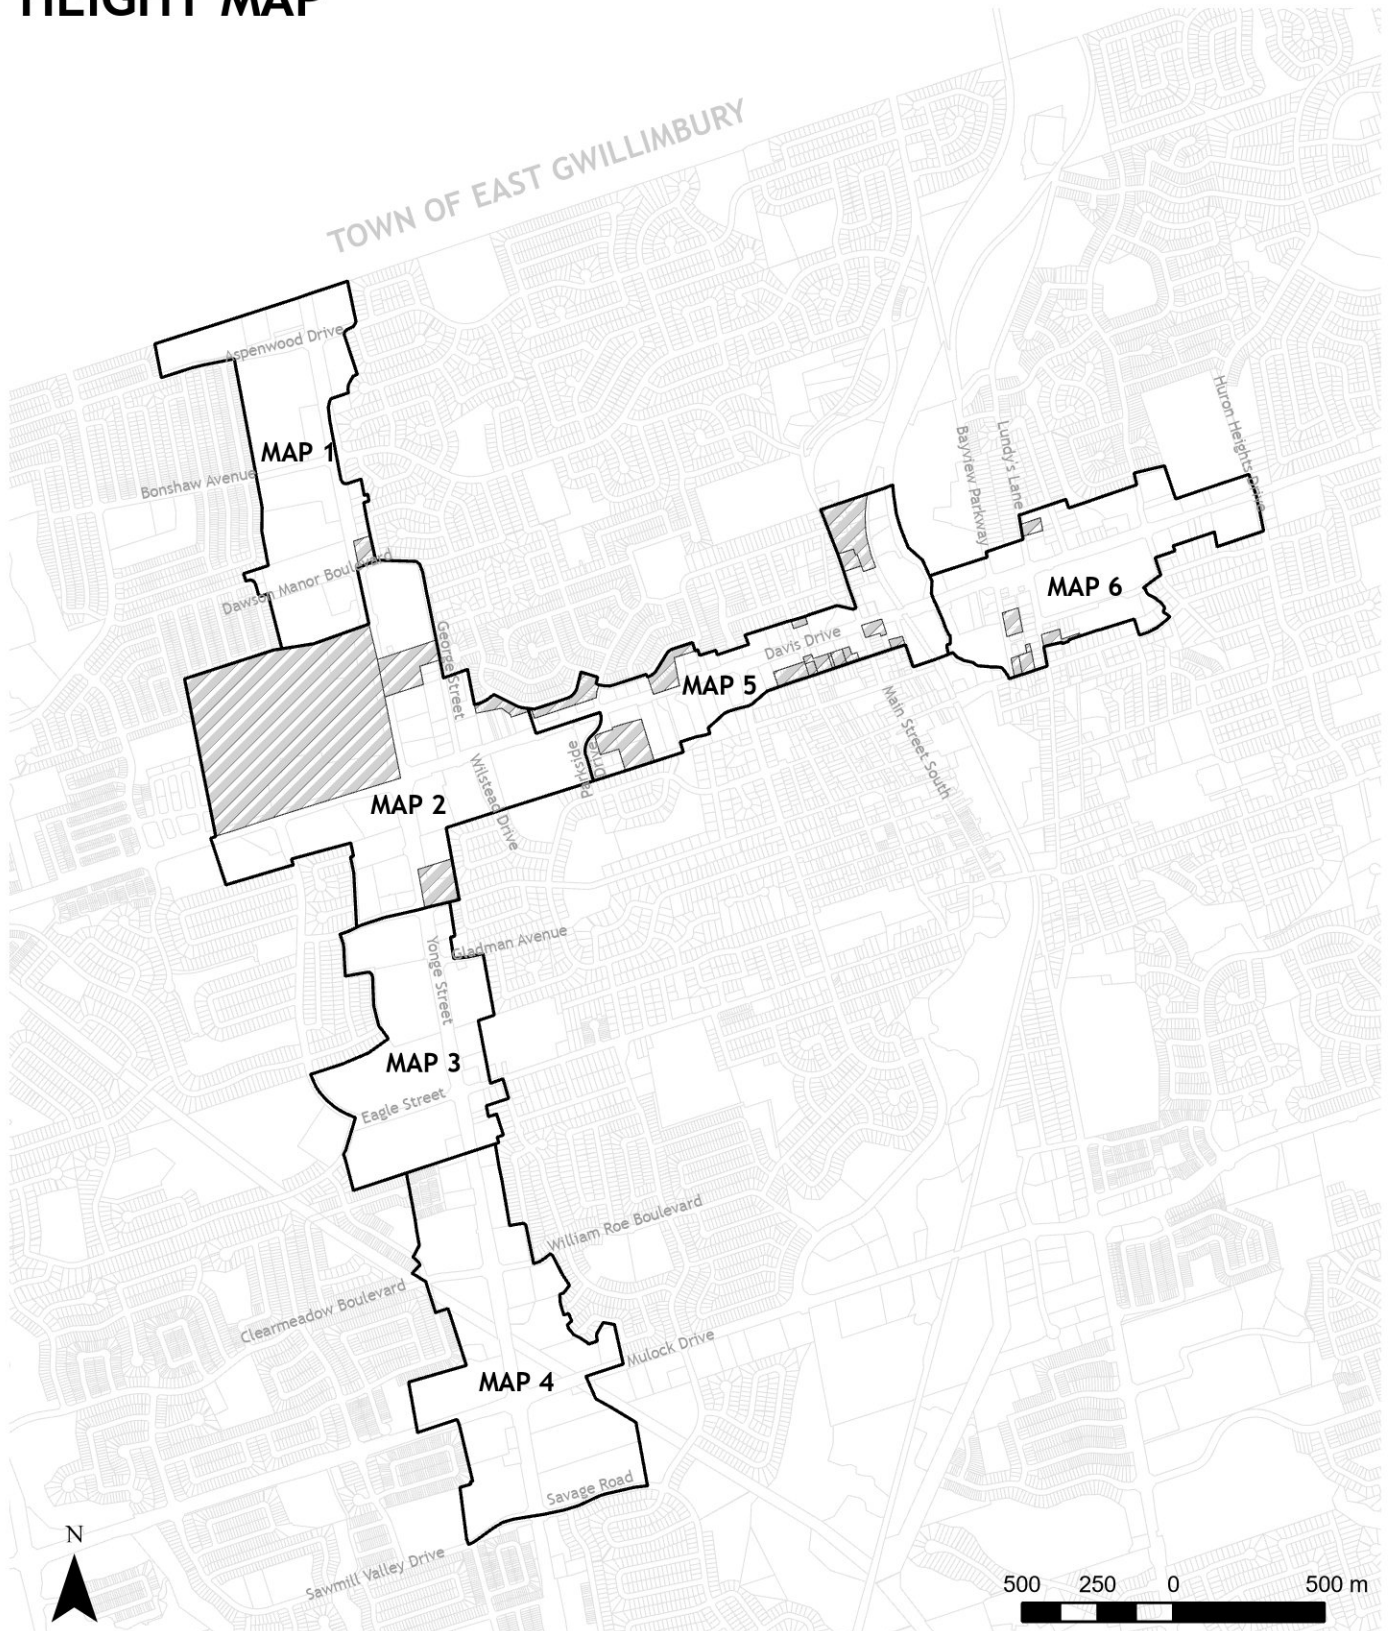 HEIGHT MAP
TOWN OF EAST GWILLIMBURY
Aspenwood Drive
MAP 1
Bonshaw Avenue
Huron Heights Drive
Lundy's Lane
Bayview Parkway
Dawson Manor Boulevard
MAP 6
George Street
Davis Drive
MAP 5
Main Street South
Parkside Drive
Wilstead Drive
MAP 2
Gladman Avenue
Yonge Street
MAP 3
Eagle Street
William Roe Boulevard
Clearmeadow Boulevard
Mulock Drive
MAP 4
Savage Road
N
Sawmill Valley Drive
500 250 0 500 m